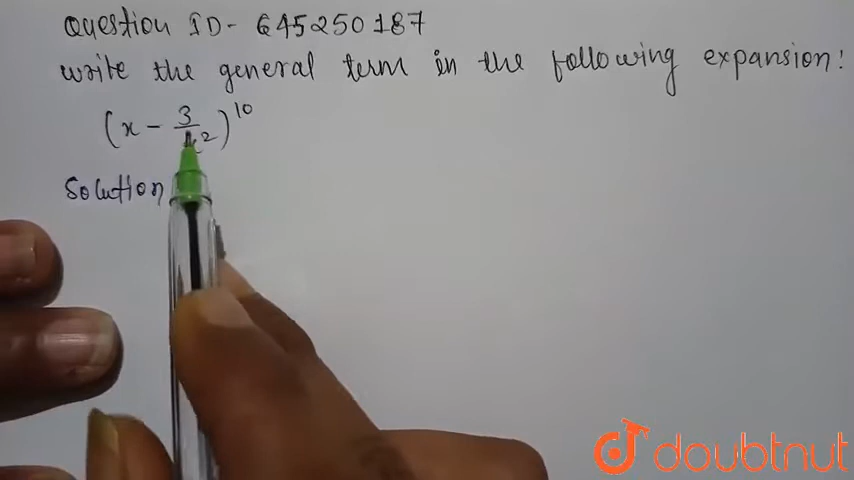 Question ID- 645250187
write the general term in the following expansion:
(x - 3/x²)¹⁰
Solution
doubtnut